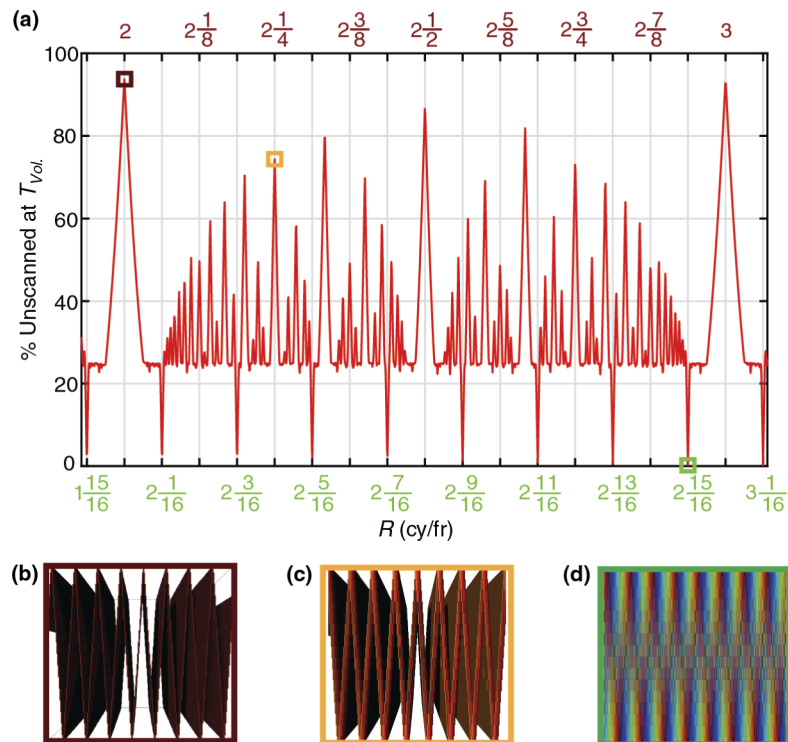 (a)
2 2 1/8 2 1/4 2 3/8 2 1/2 2 5/8 2 3/4 2 7/8 3
100
80
60
40
20
0
% Unscanned at T_Vol.
1 15/16 2 1/16 2 3/16 2 5/16 2 7/16 2 9/16 2 11/16 2 13/16 2 15/16 3 1/16
R (cy/fr)
(b) (c) (d)